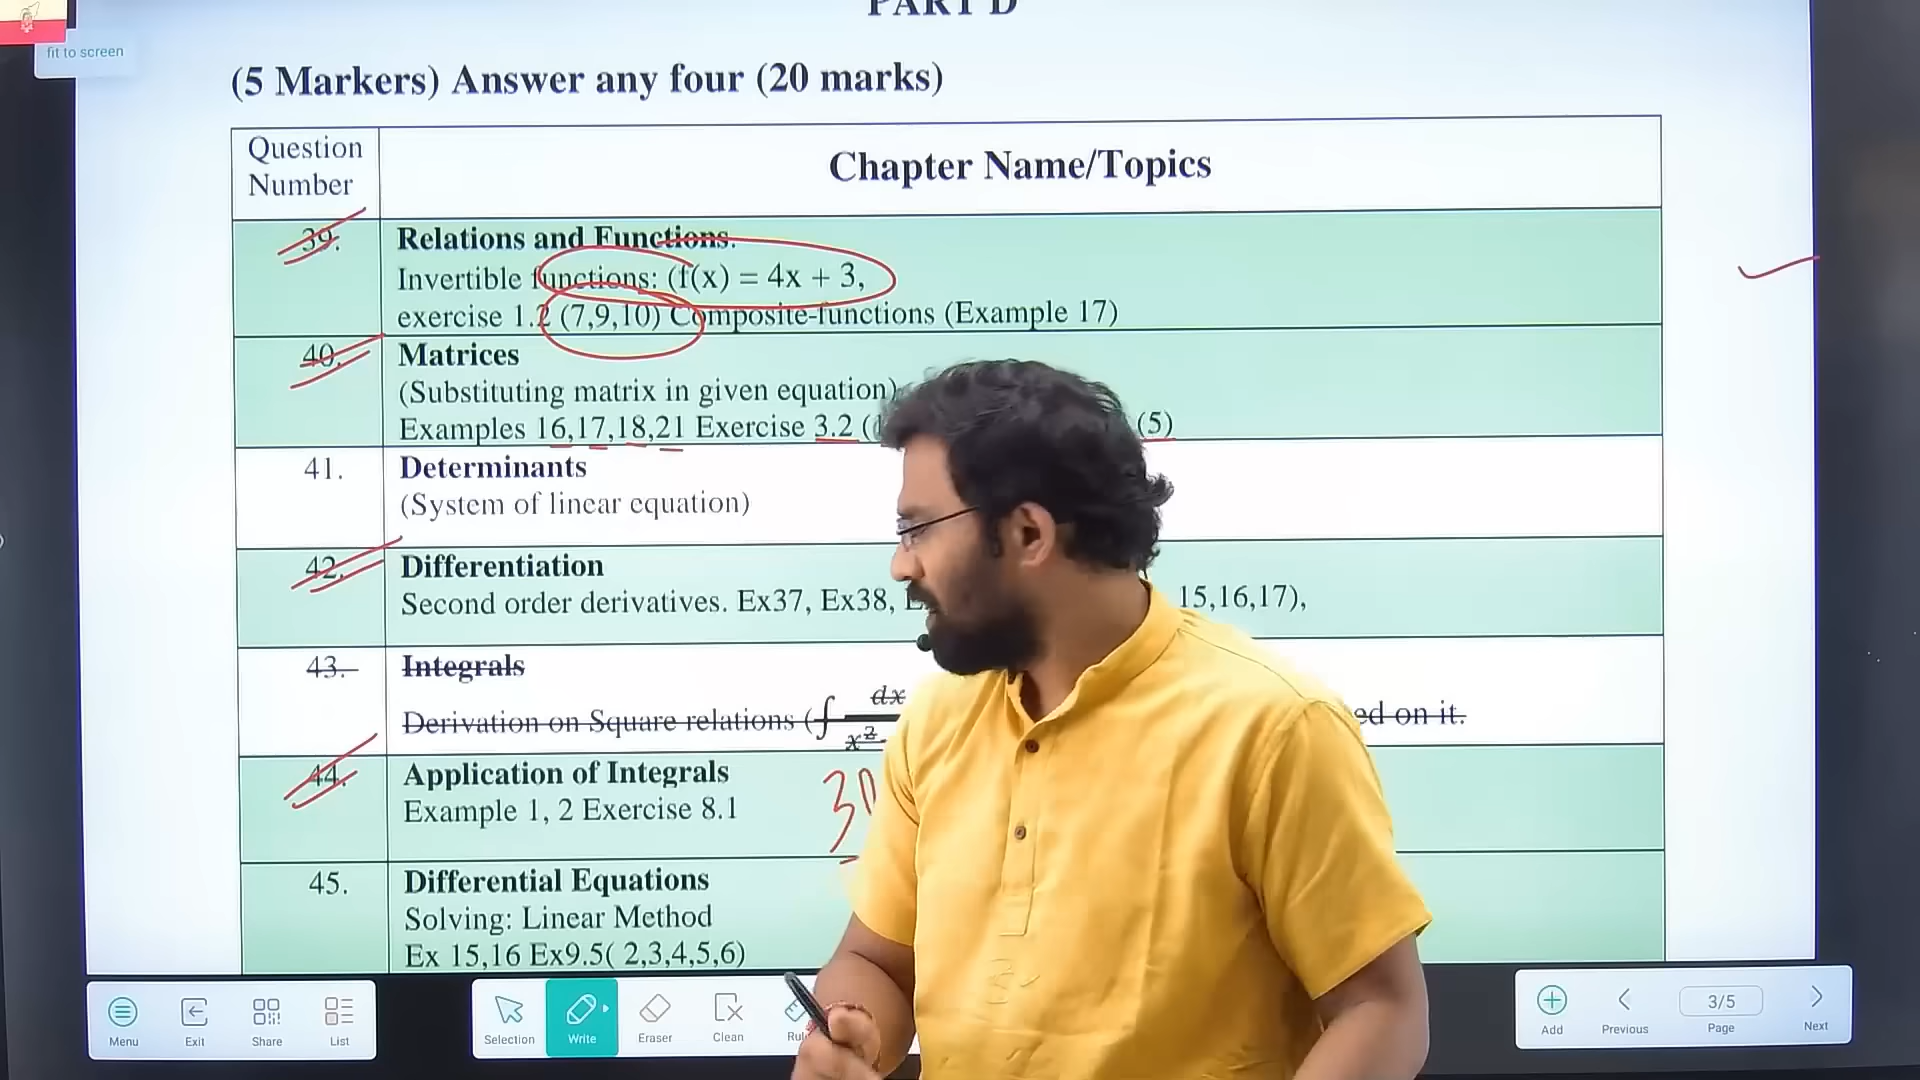 PART D
fit to screen
(5 Markers) Answer any four (20 marks)
Question Number
Chapter Name/Topics
39.
Relations and Functions.
Invertible functions: (f(x) = 4x + 3,
exercise 1.2 (7,9,10) Composite-functions (Example 17)
40.
Matrices
(Substituting matrix in given equation)
Examples 16,17,18,21 Exercise 3.2 ( (5)
41.
Determinants
(System of linear equation)
42.
Differentiation
Second order derivatives. Ex37, Ex38, 15,16,17),
43.
Integrals
Derivation on Square relations (∫ dx/x² ed on it.
44.
Application of Integrals
Example 1, 2 Exercise 8.1
30
45.
Differential Equations
Solving: Linear Method
Ex 15,16 Ex9.5( 2,3,4,5,6)
Menu Exit Share List
Selection Write Eraser Clean
Add Previous 3/5 Page Next